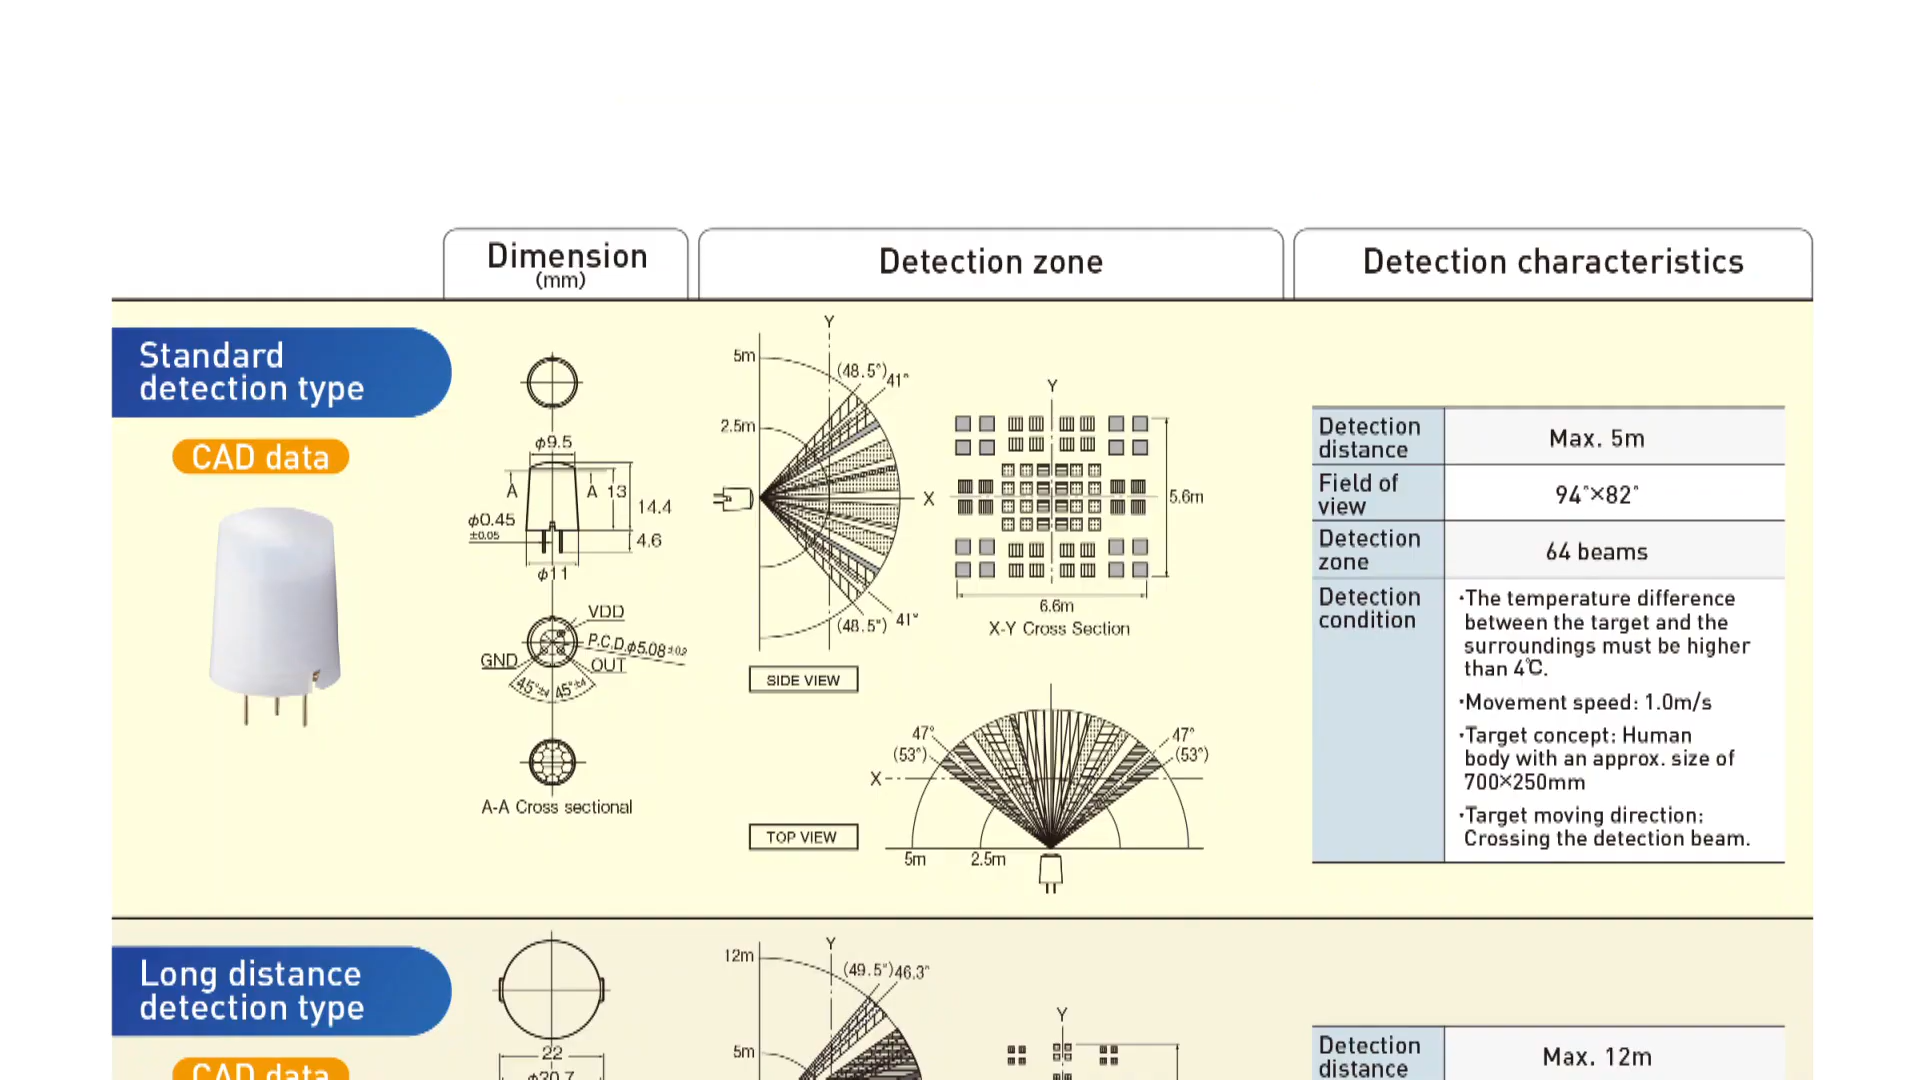 Dimension
(mm)
Detection zone
Detection characteristics
Standard
detection type
CAD data
φ9.5
A
A
13
14.4
φ0.45
±0.05
4.6
φ11
VDD
P.C.D.φ5.08±0.2
GND
OUT
45°±4
45°±4
A-A Cross sectional
Y
5m
(48.5°)
41°
2.5m
X
(48.5°)
41°
SIDE VIEW
Y
5.6m
6.6m
X-Y Cross Section
47°
(53°)
47°
(53°)
X
TOP VIEW
5m
2.5m
Detection
distance
Max. 5m
Field of
view
94°×82°
Detection
zone
64 beams
Detection
condition
·The temperature difference
between the target and the
surroundings must be higher
than 4℃.
·Movement speed: 1.0m/s
·Target concept: Human
body with an approx. size of
700×250mm
·Target moving direction:
Crossing the detection beam.
Long distance
detection type
CAD data
22
φ20.7
Y
12m
(49.5°)
46.3°
5m
Y
Detection
distance
Max. 12m